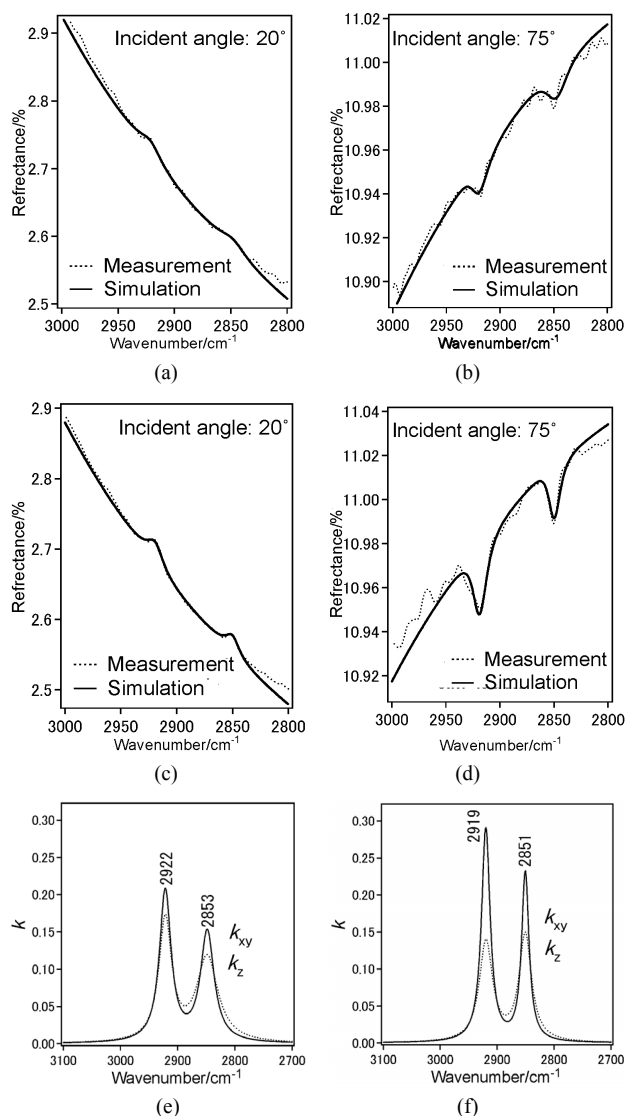 Incident angle: 20°
Refrectance/%
2.9
2.8
2.7
2.6
2.5
Measurement
Simulation
3000 2950 2900 2850 2800
Wavenumber/cm-1
(a)
Incident angle: 75°
Refrectance/%
11.02
11.00
10.98
10.96
10.94
10.92
10.90
Measurement
Simulation
3000 2950 2900 2850 2800
Wavenumber/cm-1
(b)
Incident angle: 20°
Refrectance/%
2.9
2.8
2.7
2.6
2.5
Measurement
Simulation
3000 2950 2900 2850 2800
Wavenumber/cm-1
(c)
Incident angle: 75°
Refrectance/%
11.04
11.02
11.00
10.98
10.96
10.94
10.92
Measurement
Simulation
3000 2950 2900 2850 2800
Wavenumber/cm-1
(d)
k
0.30
0.25
0.20
0.15
0.10
0.05
0.00
2922
2853
kxy
kz
3100 3000 2900 2800 2700
Wavenumber/cm-1
(e)
k
0.30
0.25
0.20
0.15
0.10
0.05
0.00
2919
2851
kxy
kz
3100 3000 2900 2800 2700
Wavenumber/cm-1
(f)